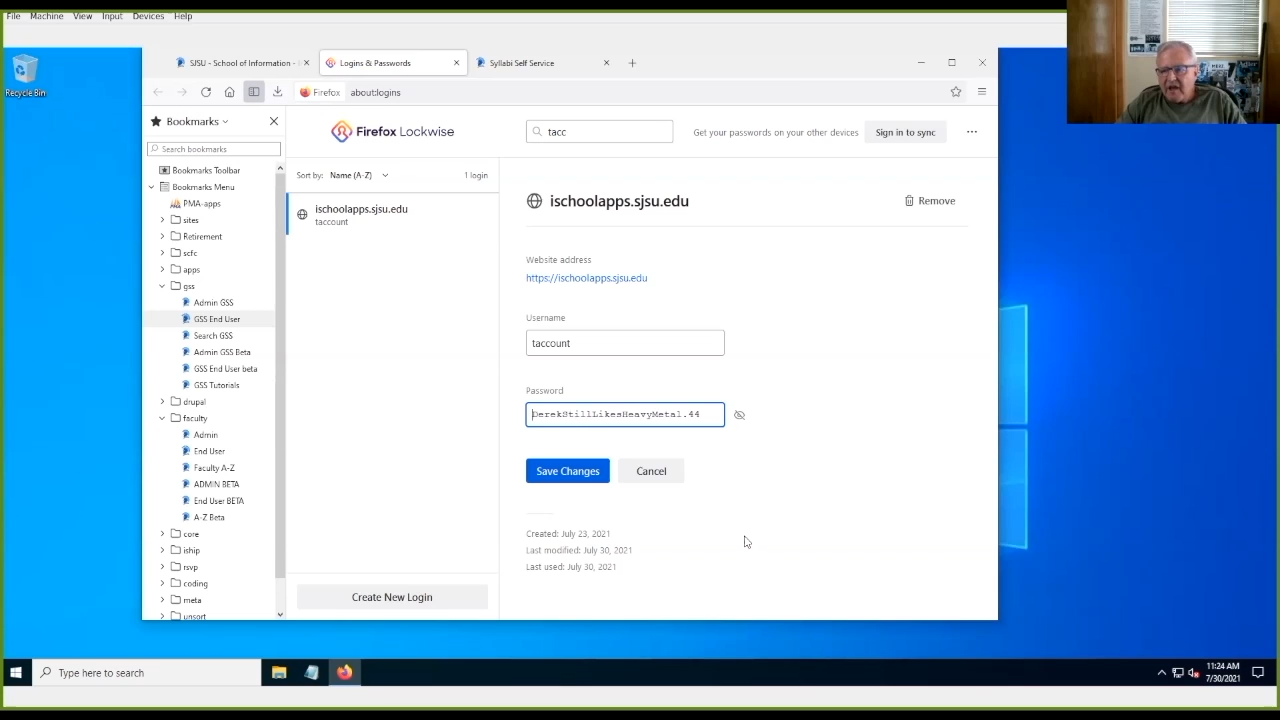 File Machine View Input Devices Help
Recycle Bin
SJSU - School of Information -
Logins & Passwords
Syllabi Self Service
Firefox about:logins
Bookmarks
Search bookmarks
Bookmarks Toolbar
Bookmarks Menu
PMA-apps
sites
Retirement
scfc
apps
gss
Admin GSS
GSS End User
Search GSS
Admin GSS Beta
GSS End User beta
GSS Tutorials
drupal
faculty
Admin
End User
Faculty A-Z
ADMIN BETA
End User BETA
A-Z Beta
core
iship
rsvp
coding
meta
unsort
Firefox Lockwise
tacc
Get your passwords on your other devices
Sign in to sync
Sort by: Name (A-Z)
1 login
ischoolapps.sjsu.edu
taccount
Create New Login
ischoolapps.sjsu.edu
Remove
Website address
https://ischoolapps.sjsu.edu
Username
taccount
Password
DerekStillLikesHeavyMetal.44
Save Changes
Cancel
Created: July 23, 2021
Last modified: July 30, 2021
Last used: July 30, 2021
Type here to search
11:24 AM
7/30/2021